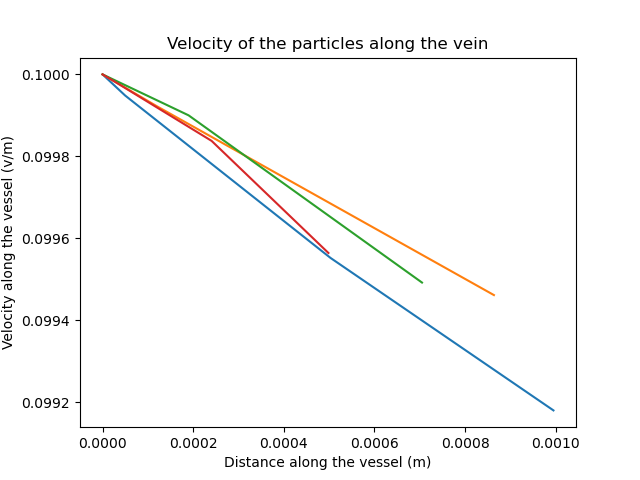 Velocity of the particles along the vein
Velocity along the vessel (v/m)
0.1000
0.0998
0.0996
0.0994
0.0992
0.0000 0.0002 0.0004 0.0006 0.0008 0.0010
Distance along the vessel (m)